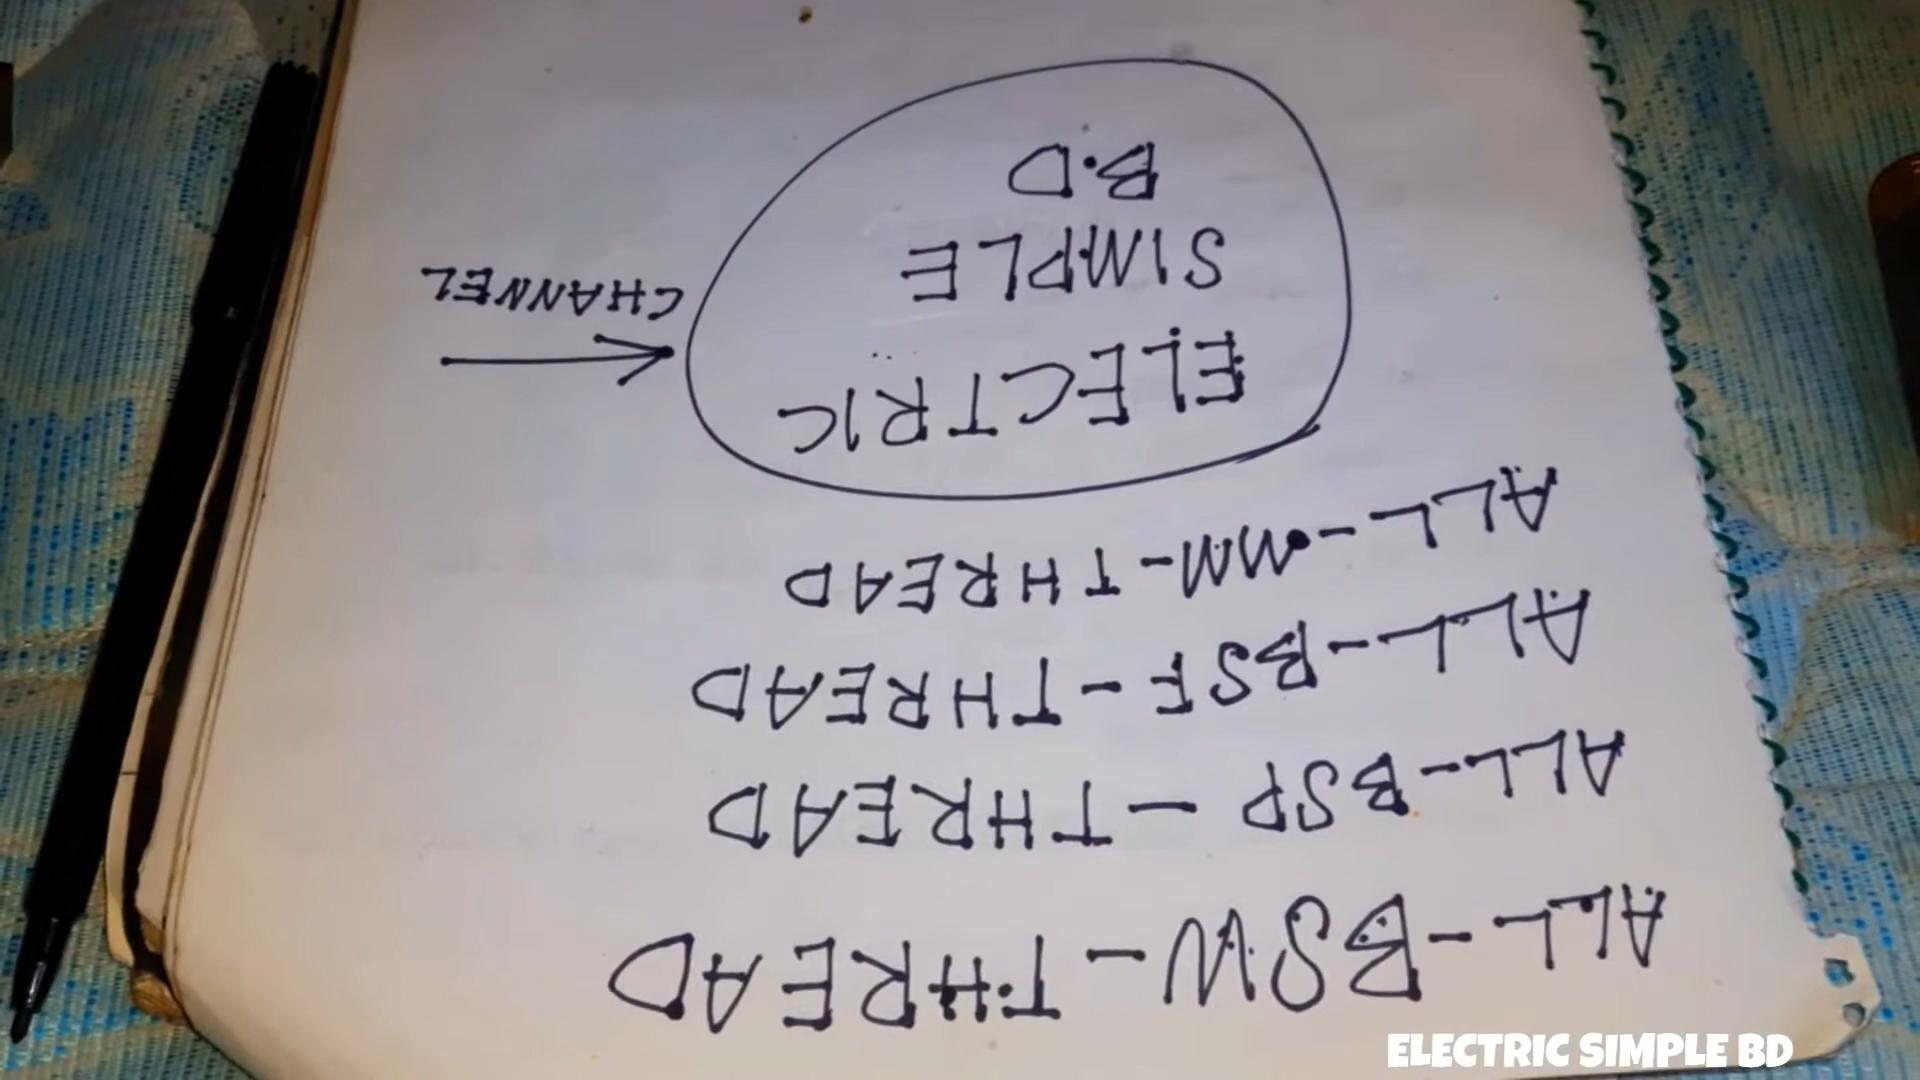 ALL-BSW-THREAD
ALL-BSP-THREAD
ALL-BSF-THREAD
ALL-MM-THREAD
ELECTRIC
SIMPLE
B.D
CHANNEL
ELECTRIC SIMPLE BD